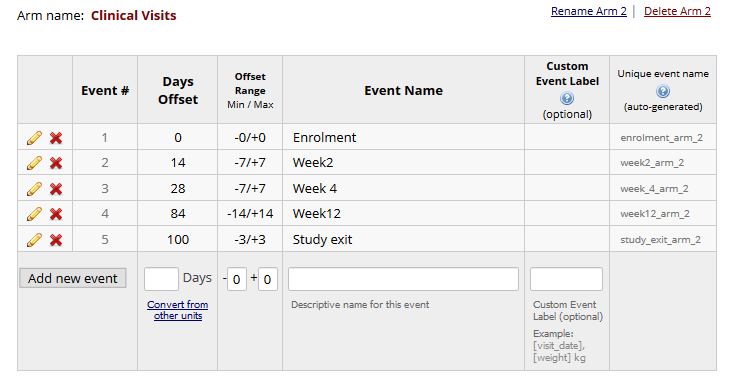 Arm name: Clinical Visits
Rename Arm 2 | Delete Arm 2
Event # Days Offset Offset Range Min / Max Event Name Custom Event Label (optional) Unique event name (auto-generated)
1 0 -0/+0 Enrolment enrolment_arm_2
2 14 -7/+7 Week2 week2_arm_2
3 28 -7/+7 Week 4 week_4_arm_2
4 84 -14/+14 Week12 week12_arm_2
5 100 -3/+3 Study exit study_exit_arm_2
Add new event Days - 0 + 0
Convert from other units
Descriptive name for this event
Custom Event
Label (optional)
Example:
[visit_date],
[weight] kg